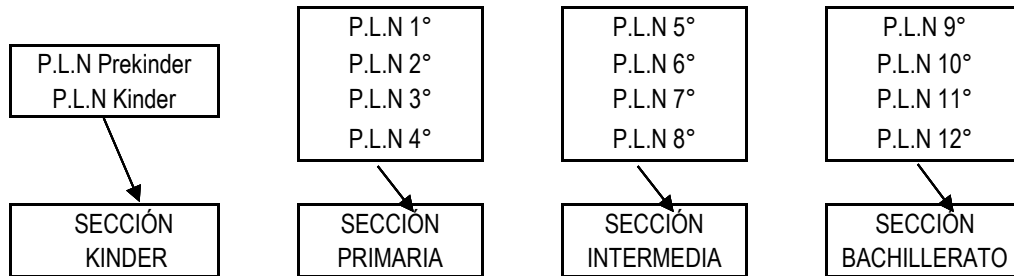 P.L.N Prekinder
P.L.N Kinder
SECCIÓN
KINDER
P.L.N 1°
P.L.N 2°
P.L.N 3°
P.L.N 4°
SECCIÓN
PRIMARIA
P.L.N 5°
P.L.N 6°
P.L.N 7°
P.L.N 8°
SECCIÓN
INTERMEDIA
P.L.N 9°
P.L.N 10°
P.L.N 11°
P.L.N 12°
SECCIÓN
BACHILLERATO